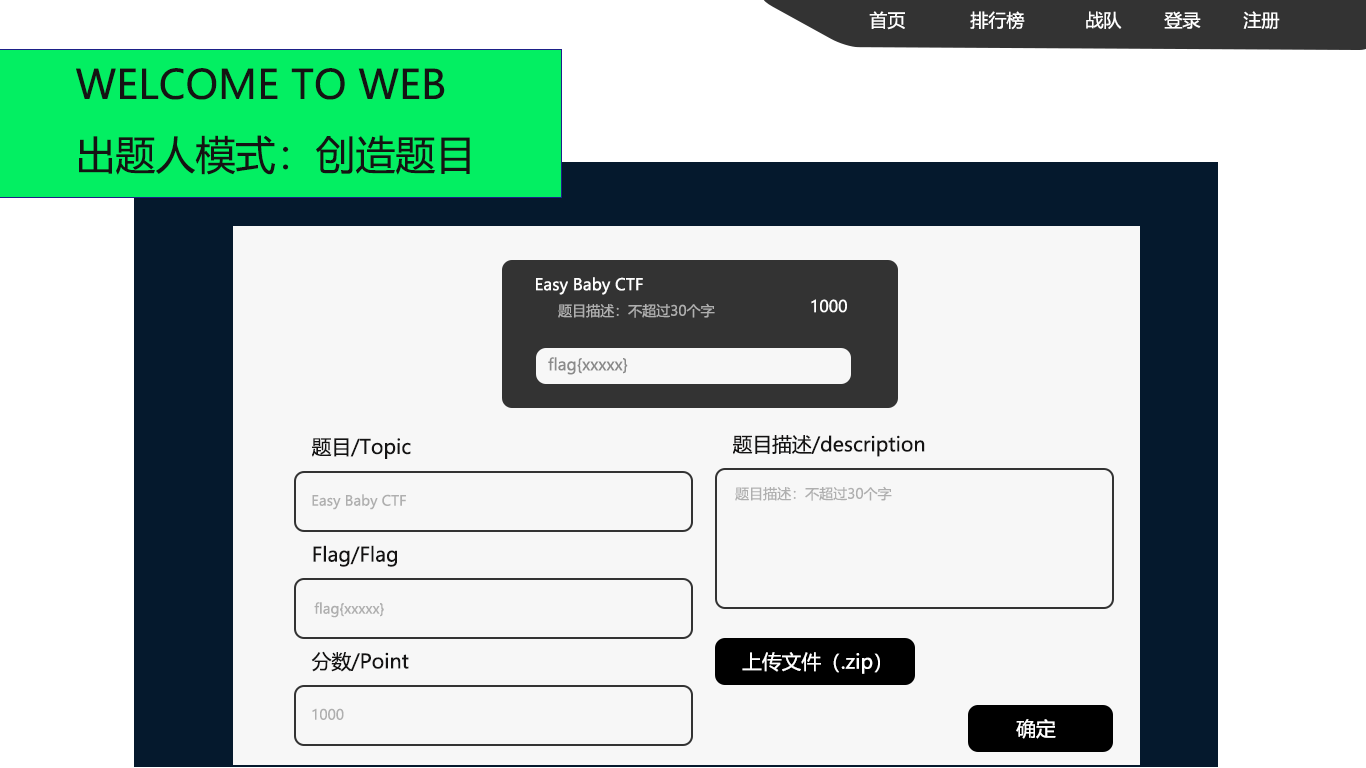 首页 排行榜 战队 登录 注册
WELCOME TO WEB
出题人模式：创造题目
Easy Baby CTF
题目描述：不超过30个字
1000
flag{xxxxx}
题目/Topic
Easy Baby CTF
Flag/Flag
flag{xxxxx}
分数/Point
1000
题目描述/description
题目描述：不超过30个字
上传文件（.zip）
确定